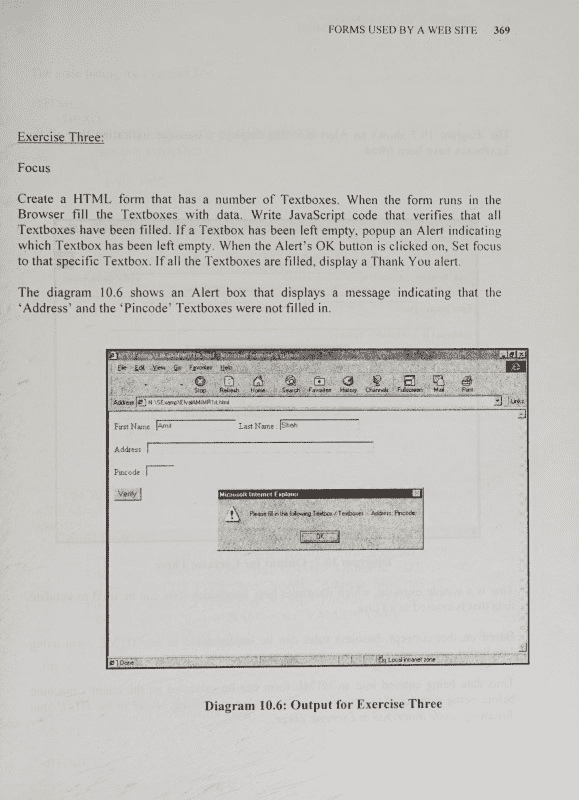 FORMS USED BY A WEB SITE 369
Exercise Three:
Focus
Create a HTML form that has a number of Textboxes. When the form runs in the
Browser fill the Textboxes with data. Write JavaScript code that verifies that all
Textboxes have been filled. If a Textbox has been left empty, popup an Alert indicating
which Textbox has been left empty. When the Alert's OK button is clicked on, Set focus
to that specific Textbox. If all the Textboxes are filled, display a Thank You alert.
The diagram 10.6 shows an Alert box that displays a message indicating that the
'Address' and the 'Pincode' Textboxes were not filled in.
File Edit View Go Favorites Help
Stop Refresh Home Search Favorites History Channels Fullscreen Mail Print
Address Links
First Name Amit Last Name Shah
Address
Pincode
Verify
Microsoft Internet Explorer
Please fill in the following Textbox / Textboxes : Address Pincode
OK
Done Local intranet zone
Diagram 10.6: Output for Exercise Three